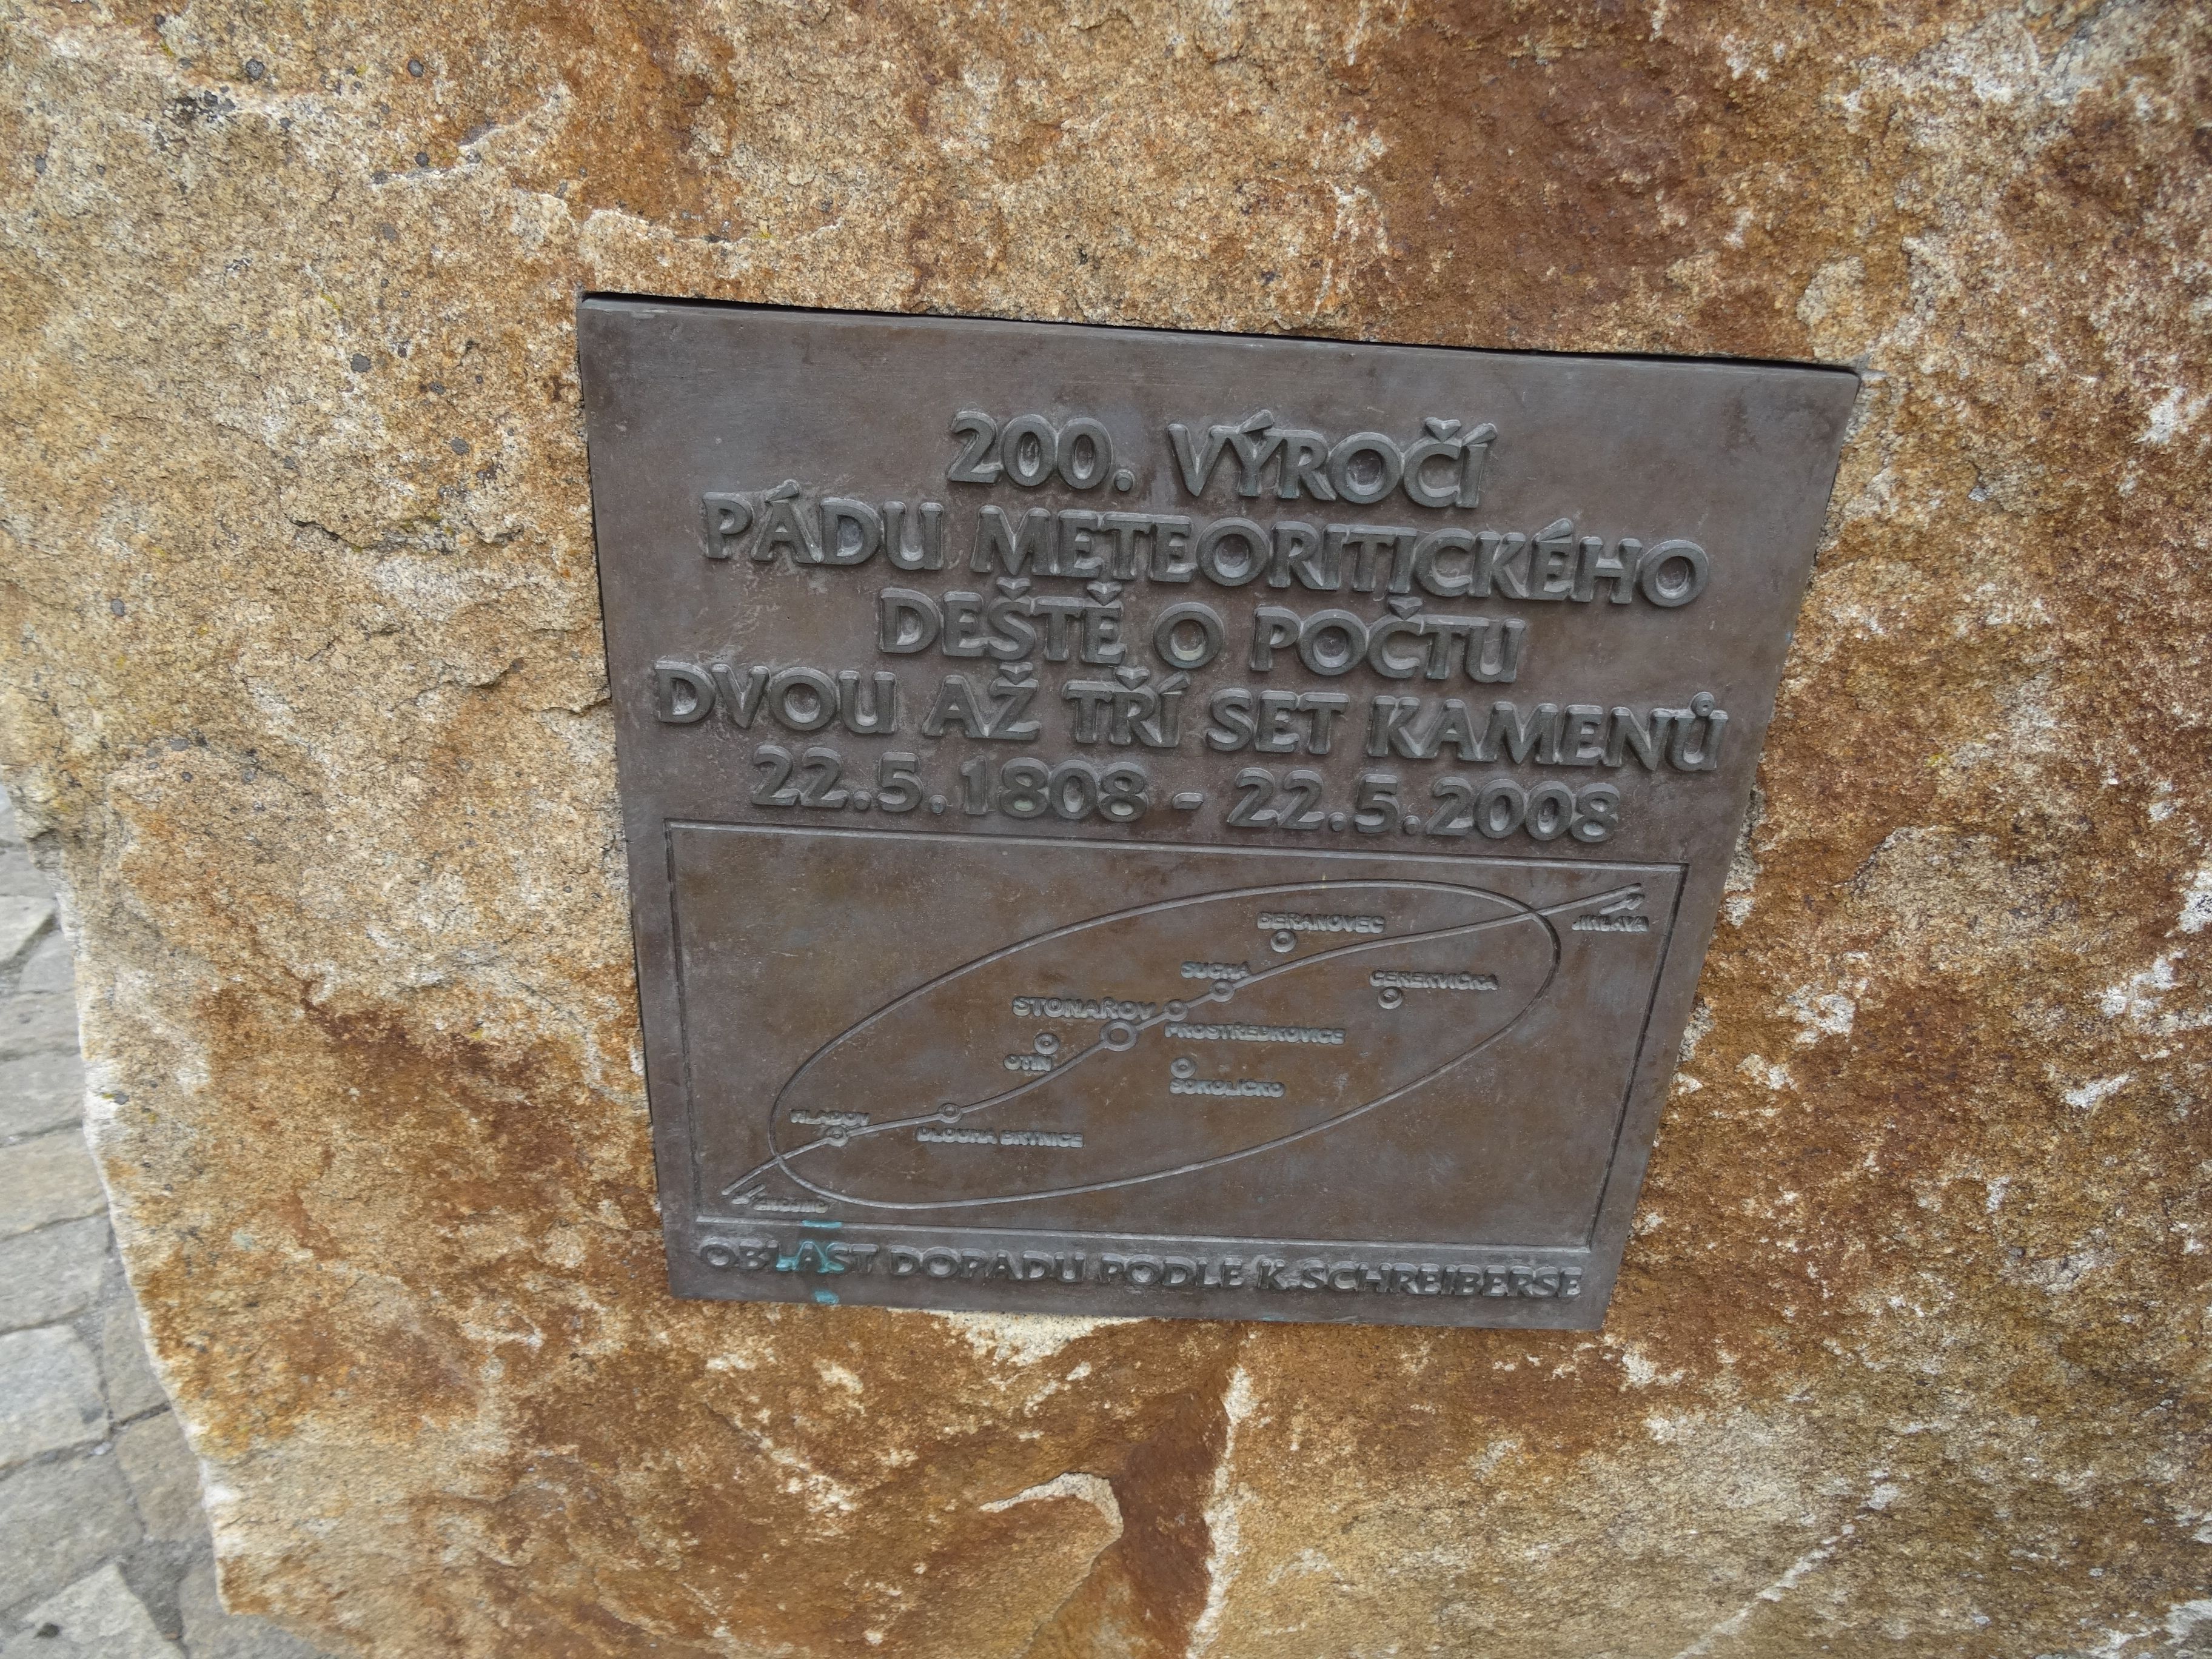 200. VÝROČÍ
PÁDU METEORITICKÉHO
DEŠTĚ O POČTU
DVOU AŽ TŘÍ SET KAMENŮ
22.5.1808 - 22.5.2008
BERANOVEC
JIHLAVA
SUCHÁ
CEREKVIČKA
STONAŘOV
PROSTŘEDKOVICE
OTÍN
SOKOLÍČKO
HLADOV
DLOUHÁ BRTNICE
ZNOJMO
OBLAST DOPADU PODLE K.SCHREIBERSE